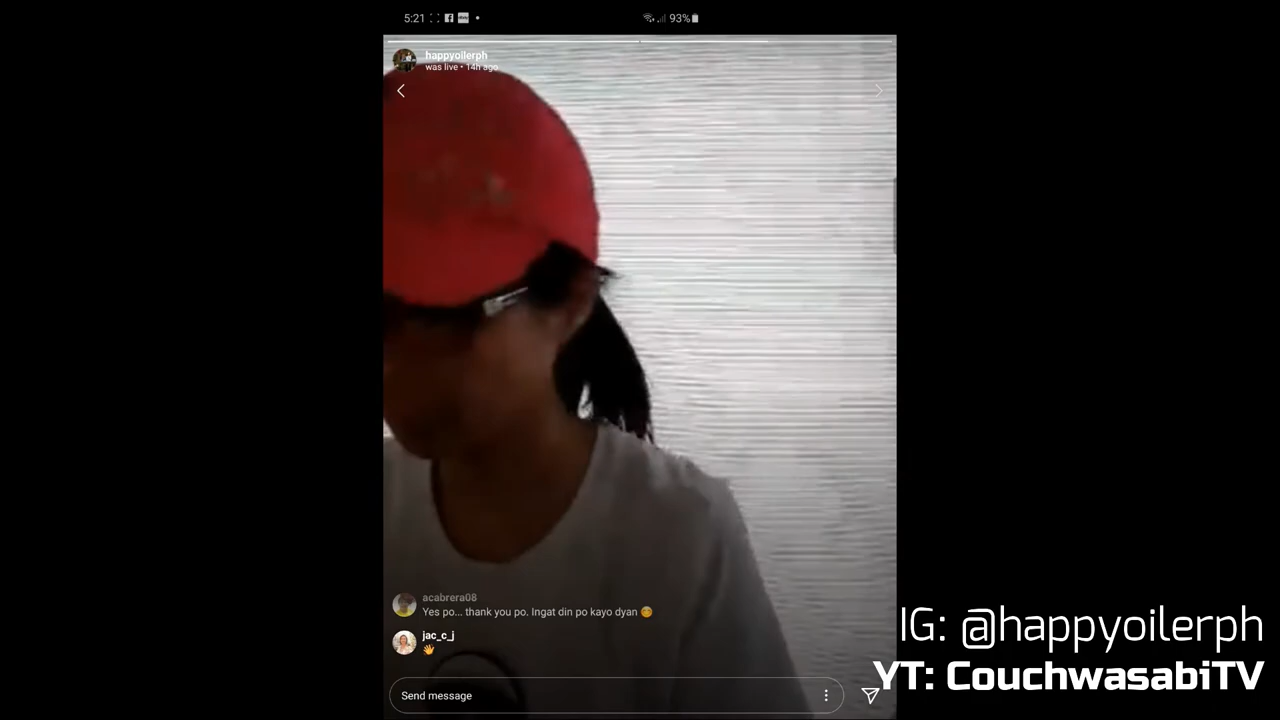 5:21
93%
happyoilerph
was live • 14h ago
acabrera08
Yes po... thank you po. Ingat din po kayo dyan 😊
jac_c_j
👋
Send message
IG: @happyoilerph
YT: CouchwasabiTV